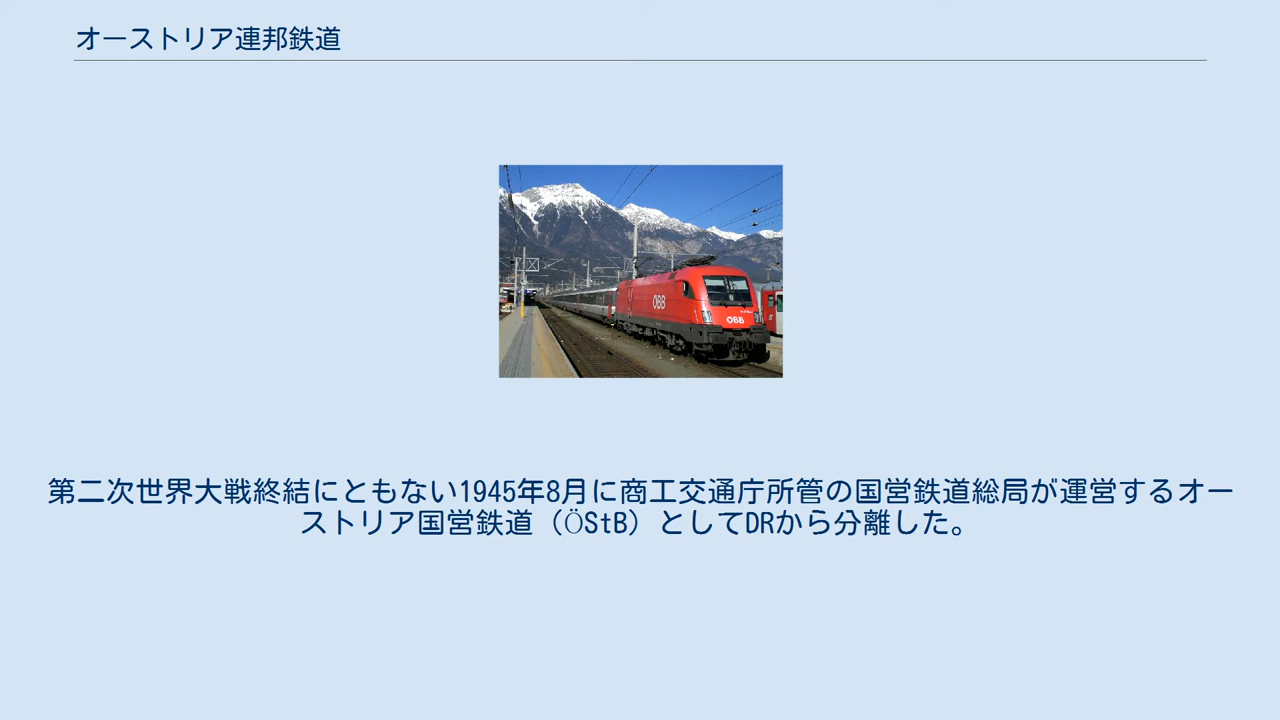 オーストリア連邦鉄道
ÖBB
ÖBB
第二次世界大戦終結にともない1945年8月に商工交通庁所管の国営鉄道総局が運営するオー
ストリア国営鉄道（ÖStB）としてDRから分離した。